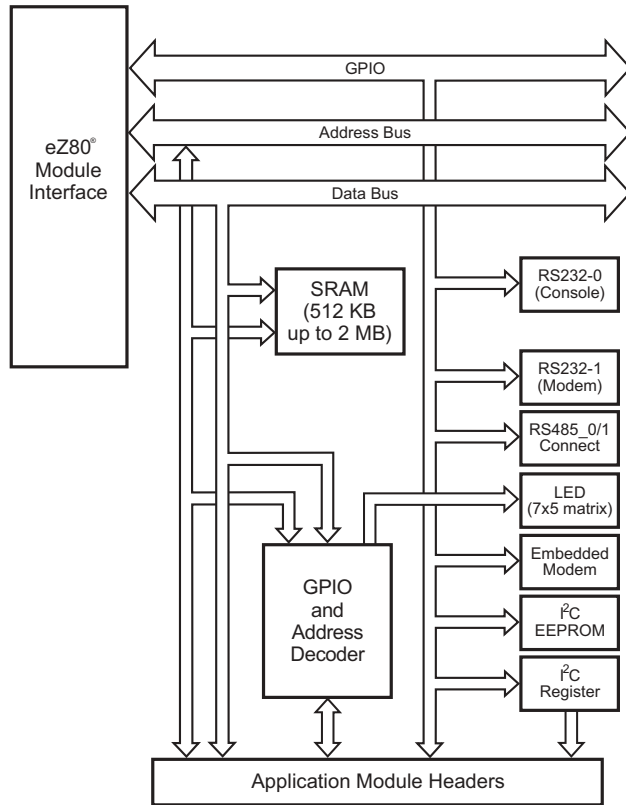 GPIO
Address Bus
Data Bus
eZ80®
Module
Interface
SRAM
(512 KB
up to 2 MB)
RS232-0
(Console)
RS232-1
(Modem)
RS485_0/1
Connect
LED
(7x5 matrix)
Embedded
Modem
I²C
EEPROM
I²C
Register
GPIO
and
Address
Decoder
Application Module Headers